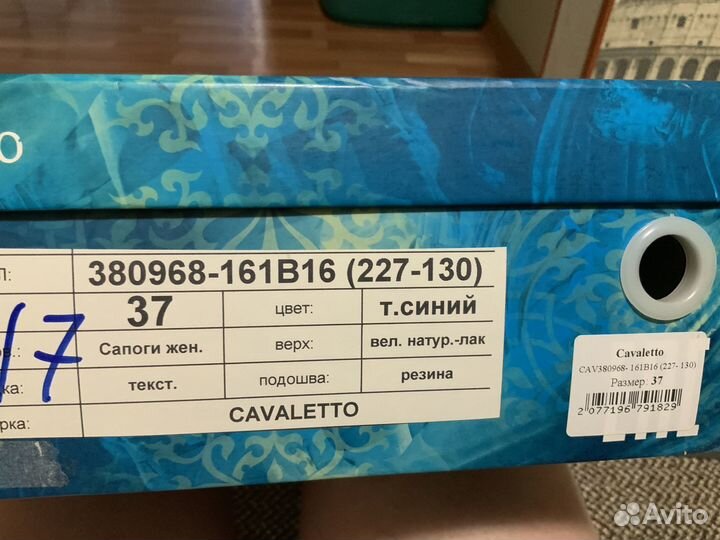 380968-161B16 (227-130)
37 цвет: т.синий
/7
Сапоги жен. верх: вел. натур.-лак
текст. подошва: резина
CAVALETTO
Cavaletto
CAV380968- 161B16 (227- 130)
Размер: 37
2 077196 791829
Avito